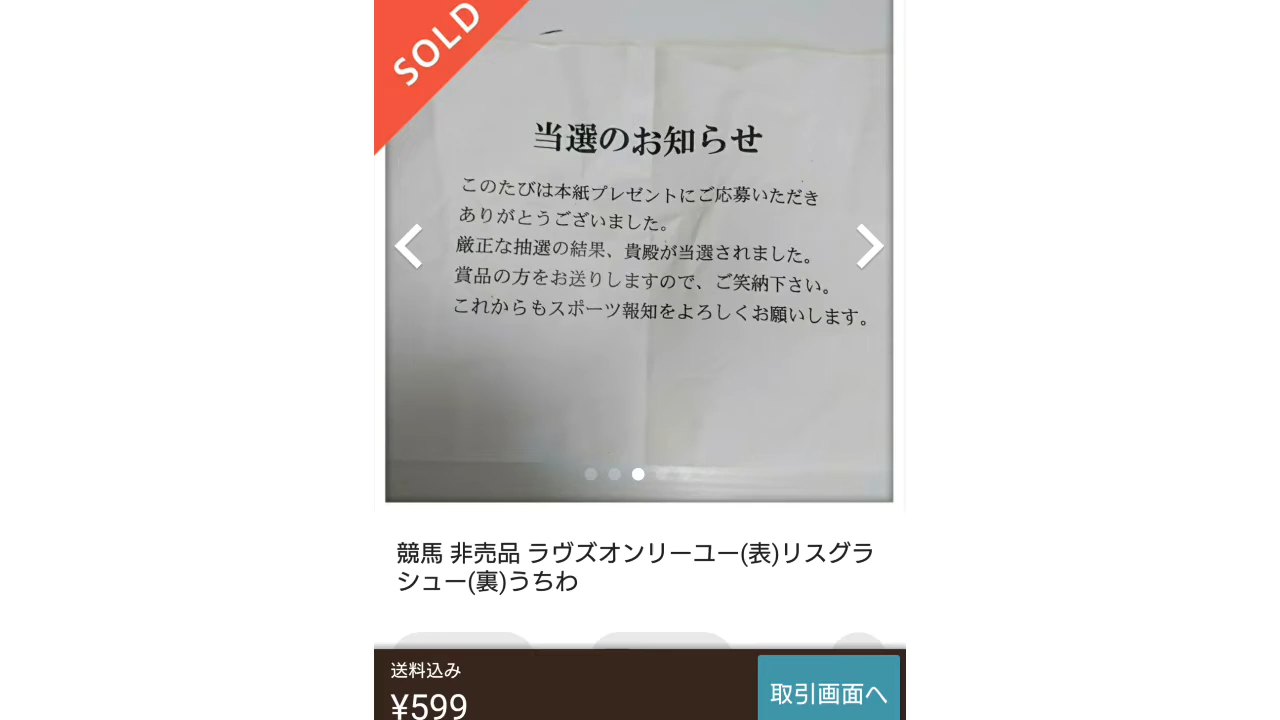 SOLD
当選のお知らせ
このたびは本紙プレゼントにご応募いただき
ありがとうございました。
厳正な抽選の結果、貴殿が当選されました。
賞品の方をお送りしますので、ご笑納下さい。
これからもスポーツ報知をよろしくお願いします。
競馬 非売品 ラヴズオンリーユー(表)リスグラ
シュー(裏)うちわ
送料込み
¥599
取引画面へ